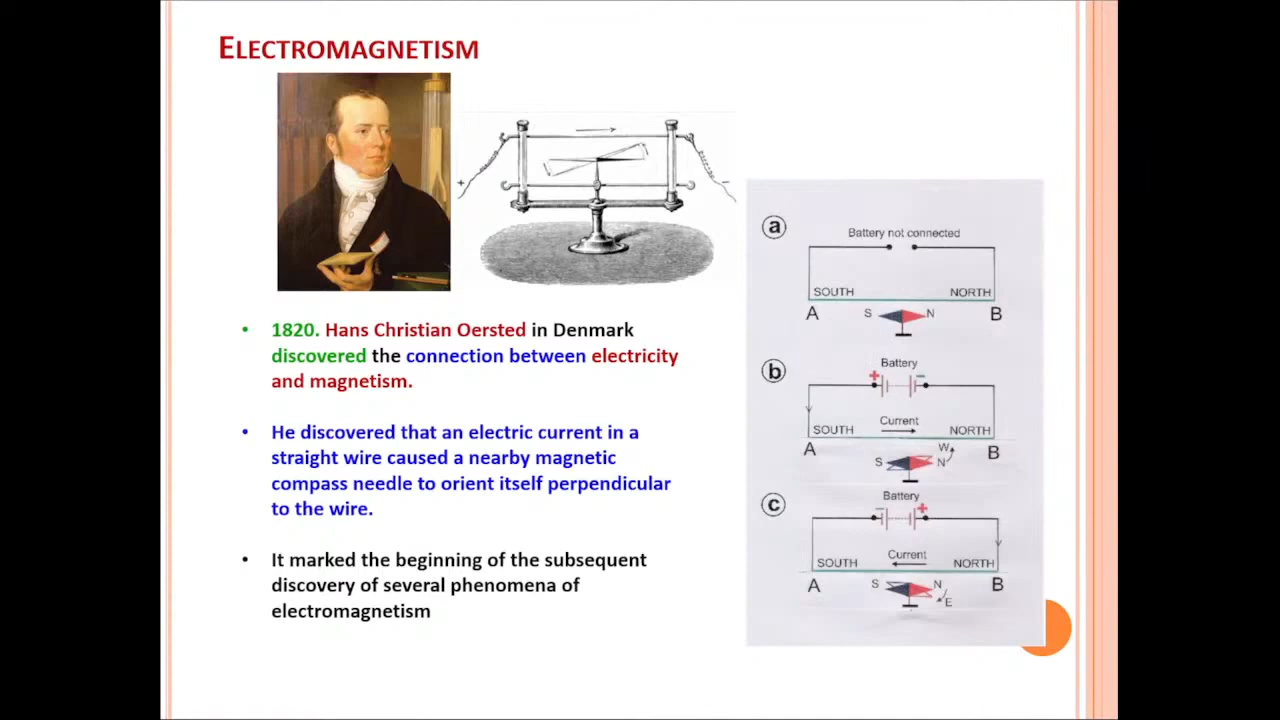 ELECTROMAGNETISM
+
−
• 1820. Hans Christian Oersted in Denmark
discovered the connection between electricity
and magnetism.
• He discovered that an electric current in a
straight wire caused a nearby magnetic
compass needle to orient itself perpendicular
to the wire.
• It marked the beginning of the subsequent
discovery of several phenomena of
electromagnetism
a
Battery not connected
SOUTH NORTH
A S N B
b
Battery
+ −
Current
SOUTH NORTH
A W B
S N
c
Battery
− +
Current
SOUTH NORTH
A S N B
E